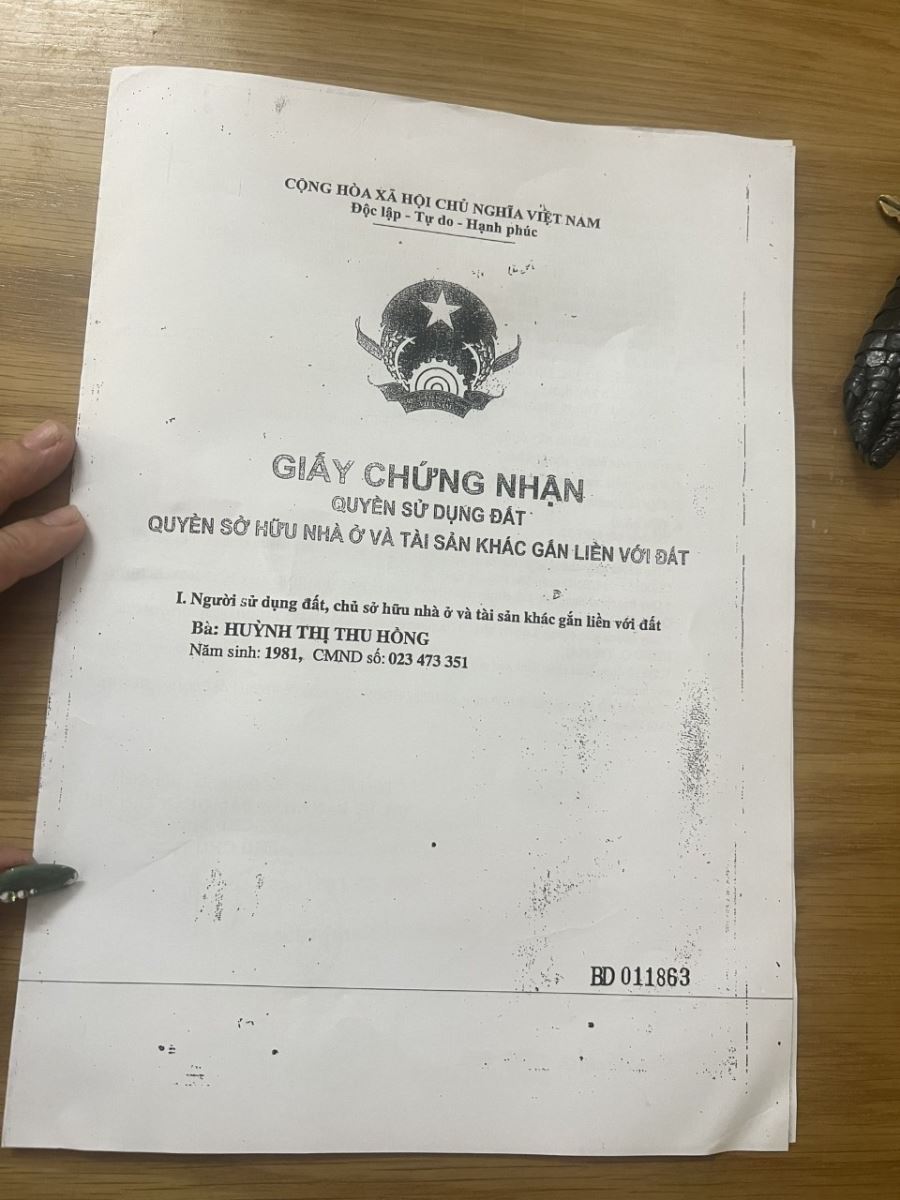 CỘNG HÒA XÃ HỘI CHỦ NGHĨA VIỆT NAM
Độc lập - Tự do - Hạnh phúc
GIẤY CHỨNG NHẬN
QUYỀN SỬ DỤNG ĐẤT
QUYỀN SỞ HỮU NHÀ Ở VÀ TÀI SẢN KHÁC GẮN LIỀN VỚI ĐẤT
I. Người sử dụng đất, chủ sở hữu nhà ở và tài sản khác gắn liền với đất
Bà: HUỲNH THỊ THU HỒNG
Năm sinh: 1981, CMND số: 023 473 351
BD 011863